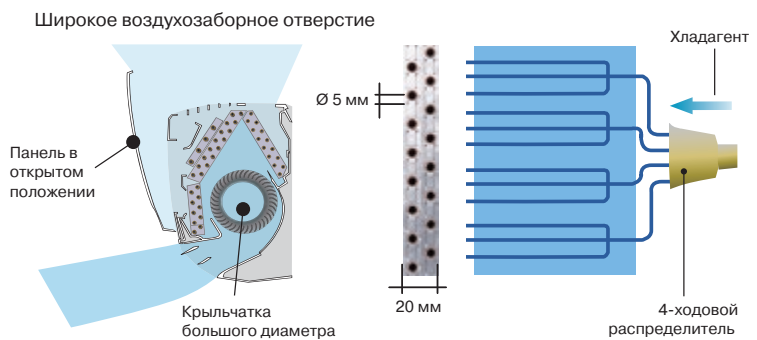 Широкое воздухозаборное отверстие
Хладагент
Ø 5 мм
Панель в
открытом
положении
20 мм
Крыльчатка
большого диаметра
4-ходовой
распределитель